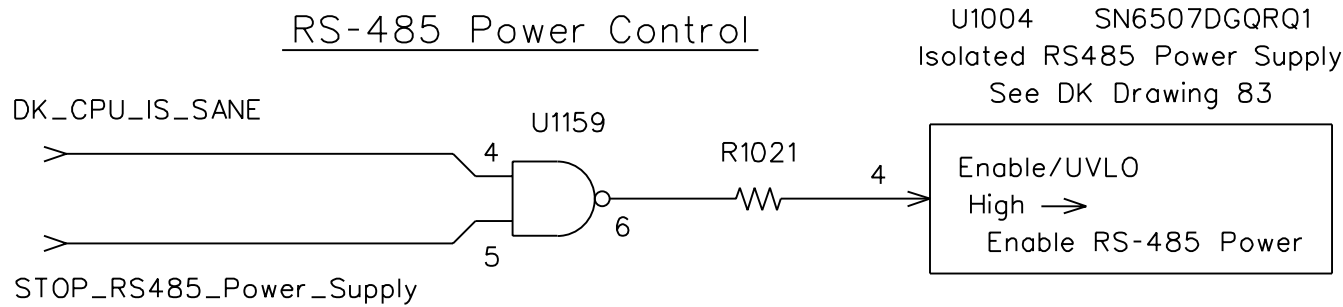 RS-485 Power Control
U1004 SN6507DGQRQ1
Isolated RS485 Power Supply
See DK Drawing 83
DK_CPU_IS_SANE
U1159
4
R1021
4
Enable/UVLO
High
Enable RS-485 Power
6
5
STOP_RS485_Power_Supply